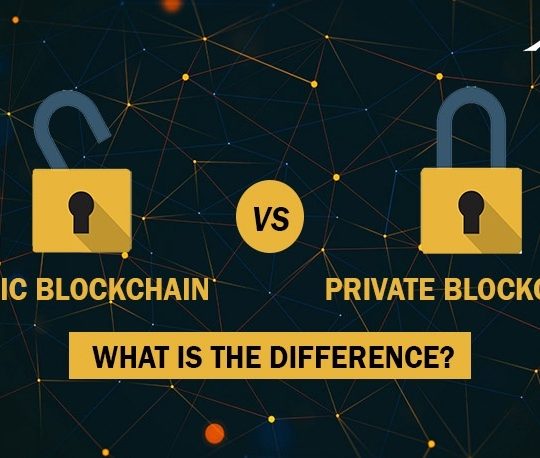 VS
IC BLOCKCHAIN
PRIVATE BLOCKC
WHAT IS THE DIFFERENCE?